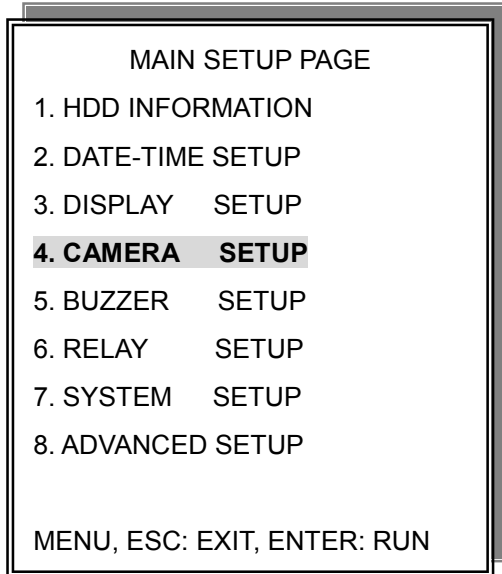 MAIN SETUP PAGE
1. HDD INFORMATION
2. DATE-TIME SETUP
3. DISPLAY SETUP
4. CAMERA SETUP
5. BUZZER SETUP
6. RELAY SETUP
7. SYSTEM SETUP
8. ADVANCED SETUP
MENU, ESC: EXIT, ENTER: RUN